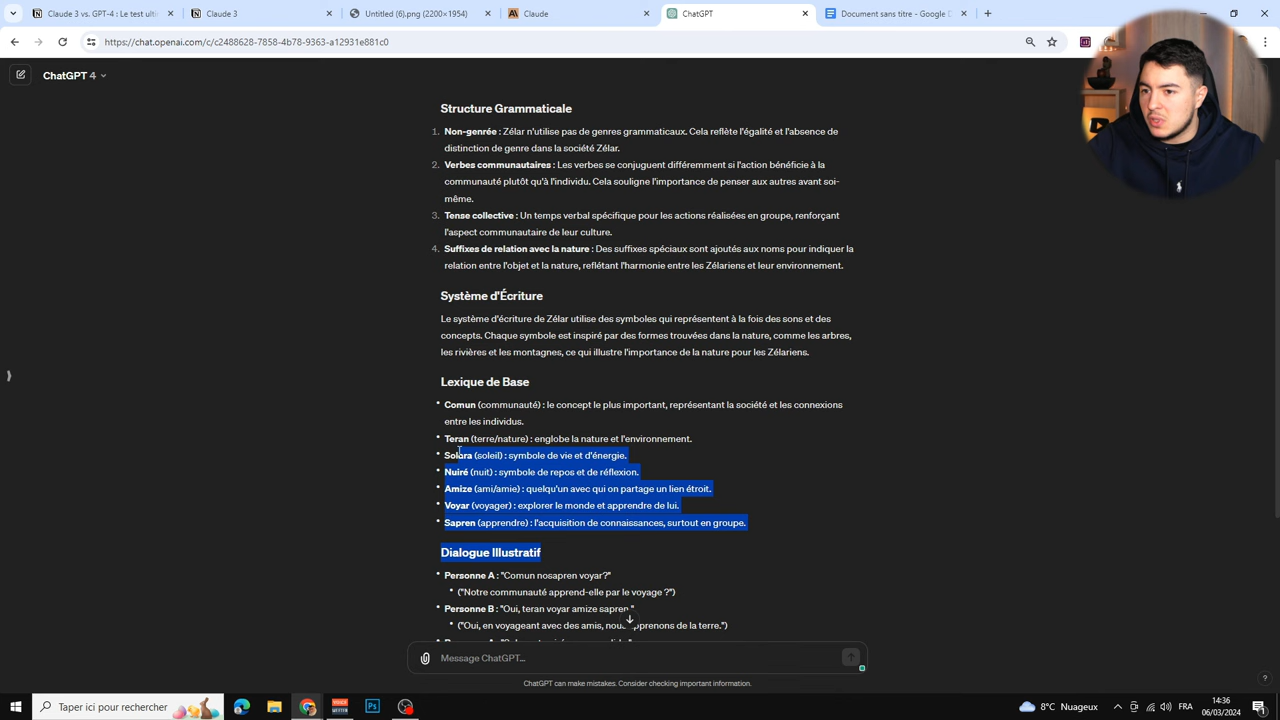 Claude 3 vs. GPT-4 : Le test ultim
Claude 3
Untitled (6).png (2200×1954)
Claude
ChatGPT
Document sans titre - Google D
https://chat.openai.com/c/c2488628-7858-4b78-9363-a12931e881c0
ChatGPT 4
Structure Grammaticale
1. Non-genrée : Zélar n'utilise pas de genres grammaticaux. Cela reflète l'égalité et l'absence de
distinction de genre dans la société Zélar.
2. Verbes communautaires : Les verbes se conjuguent différemment si l'action bénéficie à la
communauté plutôt qu'à l'individu. Cela souligne l'importance de penser aux autres avant soi-
même.
3. Tense collective : Un temps verbal spécifique pour les actions réalisées en groupe, renforçant
l'aspect communautaire de leur culture.
4. Suffixes de relation avec la nature : Des suffixes spéciaux sont ajoutés aux noms pour indiquer la
relation entre l'objet et la nature, reflétant l'harmonie entre les Zélariens et leur environnement.
Système d'Écriture
Le système d'écriture de Zélar utilise des symboles qui représentent à la fois des sons et des
concepts. Chaque symbole est inspiré par des formes trouvées dans la nature, comme les arbres,
les rivières et les montagnes, ce qui illustre l'importance de la nature pour les Zélariens.
Lexique de Base
• Comun (communauté) : le concept le plus important, représentant la société et les connexions
entre les individus.
• Teran (terre/nature) : englobe la nature et l'environnement.
• Solara (soleil) : symbole de vie et d'énergie.
• Nuiré (nuit) : symbole de repos et de réflexion.
• Amize (ami/amie) : quelqu'un avec qui on partage un lien étroit.
• Voyar (voyager) : explorer le monde et apprendre de lui.
• Sapren (apprendre) : l'acquisition de connaissances, surtout en groupe.
Dialogue Illustratif
• Personne A : "Comun nosapren voyar?"
• ("Notre communauté apprend-elle par le voyage ?")
• Personne B : "Oui, teran voyar amize sapren."
• ("Oui, en voyageant avec des amis, nous apprenons de la terre.")
Message ChatGPT...
ChatGPT can make mistakes. Consider checking important information.
?
Taper ici pour rechercher
Ps
8°C Nuageux
FRA
14:36
06/03/2024